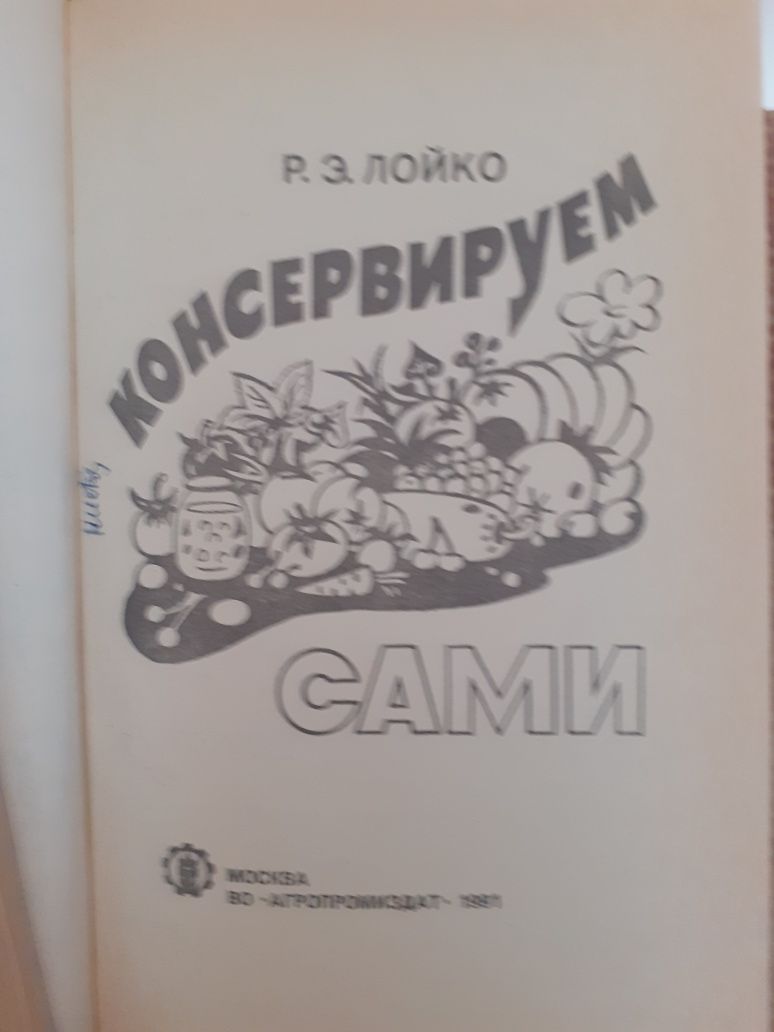 Р. Э. ЛОЙКО
КОНСЕРВИРУЕМ
САМИ
МОСКВА
ВО «АГРОПРОМИЗДАТ» 1991